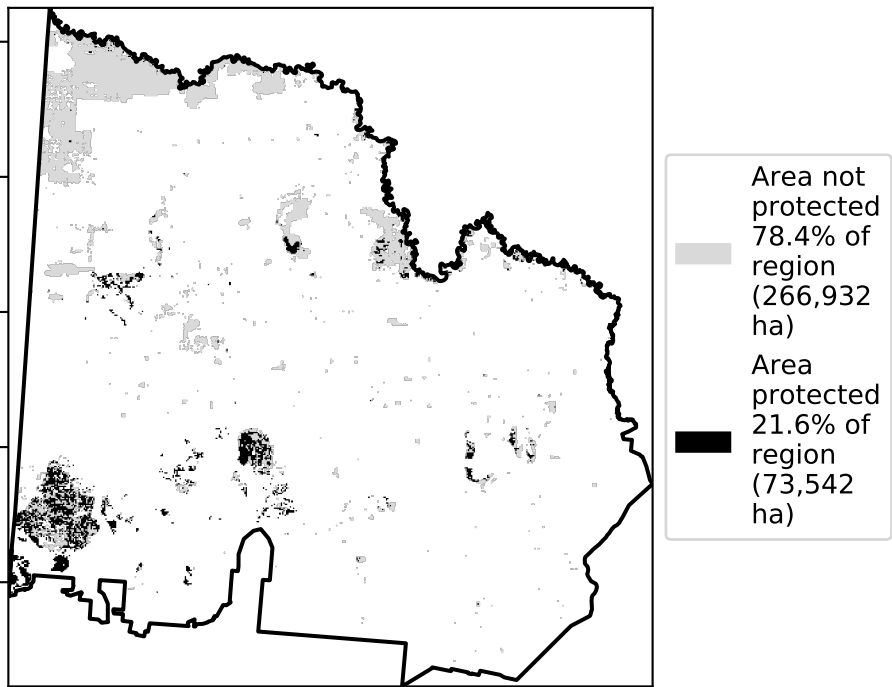 Area not
protected
78.4% of
region
(266,932
ha)
Area
protected
21.6% of
region
(73,542
ha)